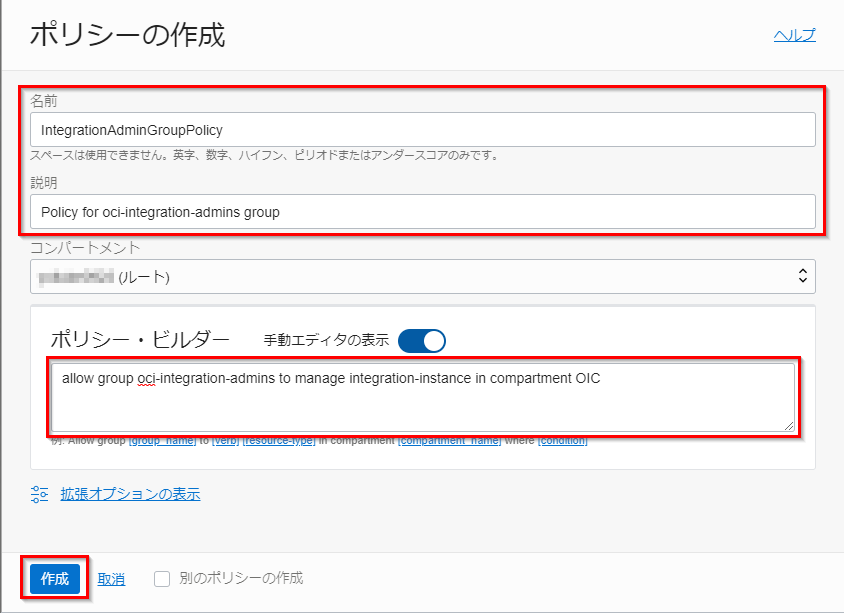 ポリシーの作成
ヘルプ
名前
IntegrationAdminGroupPolicy
スペースは使用できません。英字、数字、ハイフン、ピリオドまたはアンダースコアのみです。
説明
Policy for oci-integration-admins group
コンパートメント
(ルート)
ポリシー・ビルダー 手動エディタの表示
allow group oci-integration-admins to manage integration-instance in compartment OIC
例: Allow group [group_name] to [verb] [resource-type] in compartment [compartment_name] where [condition]
拡張オプションの表示
作成 取消 別のポリシーの作成